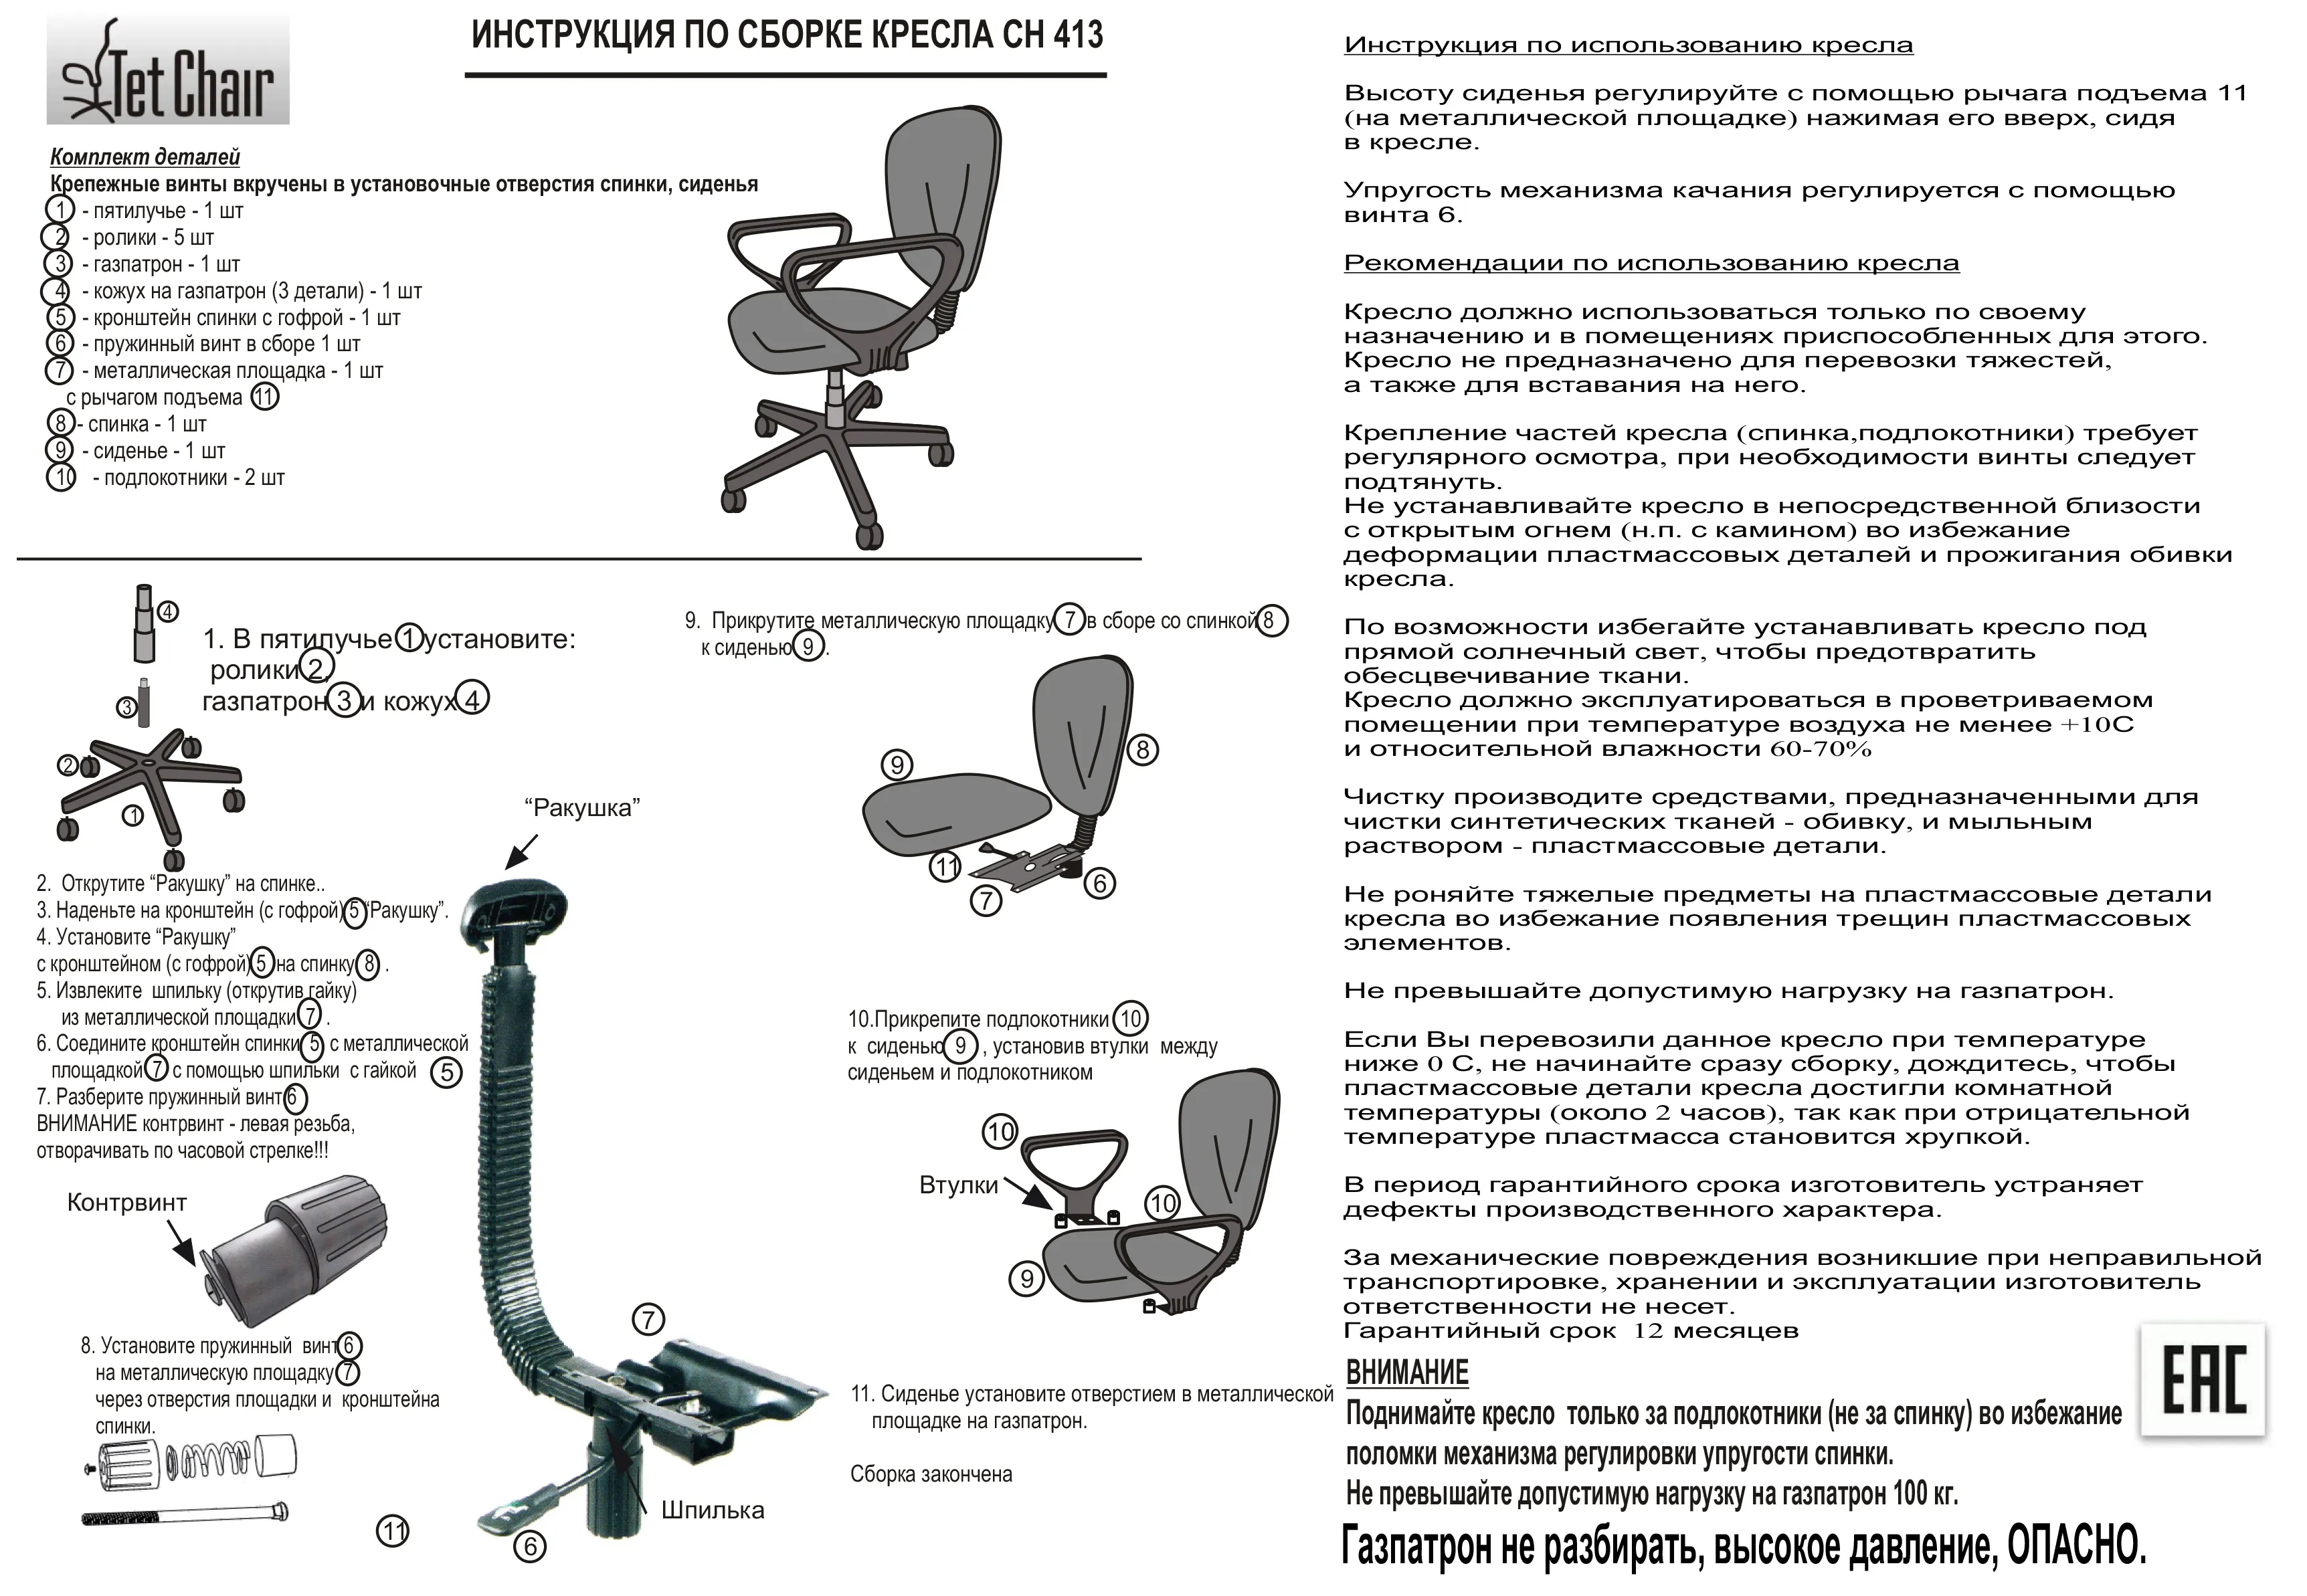 Tet Chair
ИНСТРУКЦИЯ ПО СБОРКЕ КРЕСЛА СН 413
Комплект деталей
Крепежные винты вкручены в установочные отверстия спинки, сиденья
1 - пятилучье - 1 шт
2 - ролики - 5 шт
3 - газпатрон - 1 шт
4 - кожух на газпатрон (3 детали) - 1 шт
5 - кронштейн спинки с гофрой - 1 шт
6 - пружинный винт в сборе 1 шт
7 - металлическая площадка - 1 шт
с рычагом подъема 11
8 - спинка - 1 шт
9 - сиденье - 1 шт
10 - подлокотники - 2 шт
4
3
2
1
1. В пятилучье 1 установите:
ролики 2,
газпатрон 3 и кожух 4
2. Открутите “Ракушку” на спинке..
3. Наденьте на кронштейн (с гофрой) 5 “Ракушку”.
4. Установите “Ракушку”
с кронштейном (с гофрой) 5 на спинку 8 .
5. Извлеките шпильку (открутив гайку)
из металлической площадки 7 .
6. Соедините кронштейн спинки 5 с металлической
площадкой 7 с помощью шпильки с гайкой
7. Разберите пружинный винт 6
ВНИМАНИЕ контрвинт - левая резьба,
отворачивать по часовой стрелке!!!
Контрвинт
8. Установите пружинный винт 6
на металлическую площадку 7
через отверстия площадки и кронштейна
спинки.
“Ракушка”
5
7
Шпилька
11
6
9. Прикрутите металлическую площадку 7 в сборе со спинкой 8
к сиденью 9 .
9
8
11
7
6
10.Прикрепите подлокотники 10
к сиденью 9 , установив втулки между
сиденьем и подлокотником
10
Втулки
10
9
11. Сиденье установите отверстием в металлической
площадке на газпатрон.
Сборка закончена
Инструкция по использованию кресла
Высоту сиденья регулируйте с помощью рычага подъема 11
(на металлической площадке) нажимая его вверх, сидя
в кресле.
Упругость механизма качания регулируется с помощью
винта 6.
Рекомендации по использованию кресла
Кресло должно использоваться только по своему
назначению и в помещениях приспособленных для этого.
Кресло не предназначено для перевозки тяжестей,
а также для вставания на него.
Крепление частей кресла (спинка,подлокотники) требует
регулярного осмотра, при необходимости винты следует
подтянуть.
Не устанавливайте кресло в непосредственной близости
с открытым огнем (н.п. с камином) во избежание
деформации пластмассовых деталей и прожигания обивки
кресла.
По возможности избегайте устанавливать кресло под
прямой солнечный свет, чтобы предотвратить
обесцвечивание ткани.
Кресло должно эксплуатироваться в проветриваемом
помещении при температуре воздуха не менее +10С
и относительной влажности 60-70%
Чистку производите средствами, предназначенными для
чистки синтетических тканей - обивку, и мыльным
раствором - пластмассовые детали.
Не роняйте тяжелые предметы на пластмассовые детали
кресла во избежание появления трещин пластмассовых
элементов.
Не превышайте допустимую нагрузку на газпатрон.
Если Вы перевозили данное кресло при температуре
ниже 0 С, не начинайте сразу сборку, дождитесь, чтобы
пластмассовые детали кресла достигли комнатной
температуры (около 2 часов), так как при отрицательной
температуре пластмасса становится хрупкой.
В период гарантийного срока изготовитель устраняет
дефекты производственного характера.
За механические повреждения возникшие при неправильной
транспортировке, хранении и эксплуатации изготовитель
ответственности не несет.
Гарантийный срок 12 месяцев
ВНИМАНИЕ
Поднимайте кресло только за подлокотники (не за спинку) во избежание
поломки механизма регулировки упругости спинки.
Не превышайте допустимую нагрузку на газпатрон 100 кг.
Газпатрон не разбирать, высокое давление, ОПАСНО.
EAC